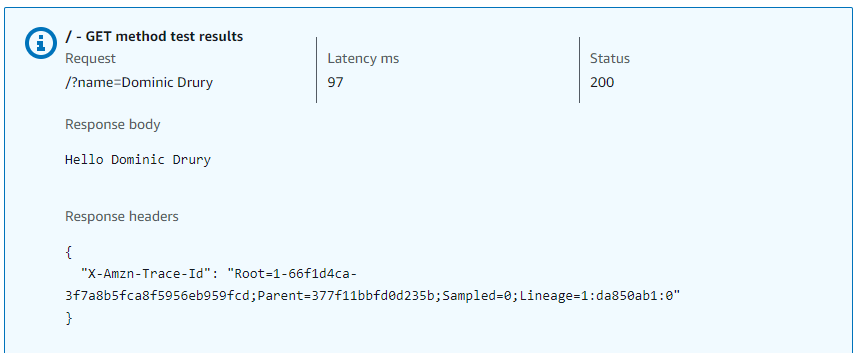 / - GET method test results
Request
Latency ms
Status
/?name=Dominic Drury
97
200
Response body
Hello Dominic Drury
Response headers
{
"X-Amzn-Trace-Id": "Root=1-66f1d4ca-
3f7a8b5fca8f5956eb959fcd;Parent=377f11bbfd0d235b;Sampled=0;Lineage=1:da850ab1:0"
}